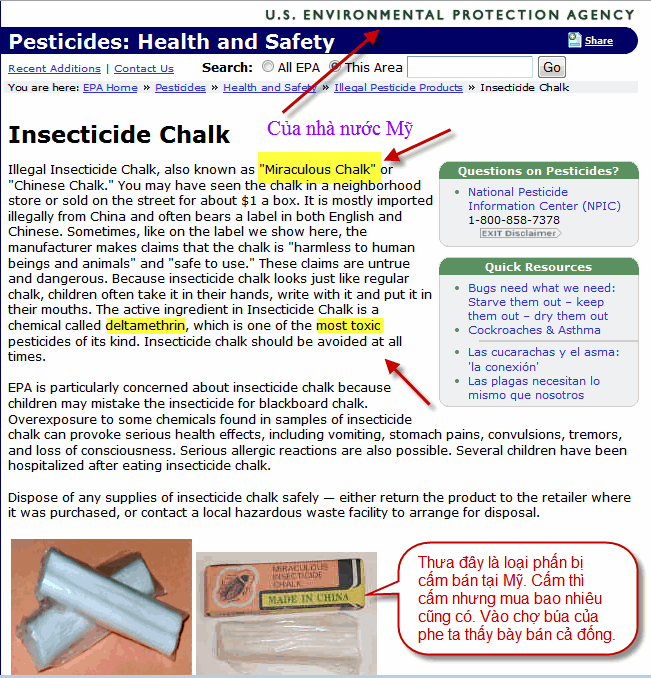 U.S. ENVIRONMENTAL PROTECTION AGENCY
Pesticides: Health and Safety
Share
Recent Additions | Contact Us
Search: All EPA This Area Go
You are here: EPA Home » Pesticides » Health and Safety » Illegal Pesticide Products » Insecticide Chalk
Của nhà nước Mỹ
Insecticide Chalk
Illegal Insecticide Chalk, also known as "Miraculous Chalk" or
"Chinese Chalk." You may have seen the chalk in a neighborhood
store or sold on the street for about $1 a box. It is mostly imported
illegally from China and often bears a label in both English and
Chinese. Sometimes, like on the label we show here, the
manufacturer makes claims that the chalk is "harmless to human
beings and animals" and "safe to use." These claims are untrue
and dangerous. Because insecticide chalk looks just like regular
chalk, children often take it in their hands, write with it and put it in
their mouths. The active ingredient in Insecticide Chalk is a
chemical called deltamethrin, which is one of the most toxic
pesticides of its kind. Insecticide chalk should be avoided at all
times.
EPA is particularly concerned about insecticide chalk because
children may mistake the insecticide for blackboard chalk.
Overexposure to some chemicals found in samples of insecticide
chalk can provoke serious health effects, including vomiting, stomach pains, convulsions, tremors,
and loss of consciousness. Serious allergic reactions are also possible. Several children have been
hospitalized after eating insecticide chalk.
Dispose of any supplies of insecticide chalk safely — either return the product to the retailer where
it was purchased, or contact a local hazardous waste facility to arrange for disposal.
Questions on Pesticides?
National Pesticide
Information Center (NPIC)
1-800-858-7378
EXIT Disclaimer
Quick Resources
Bugs need what we need:
Starve them out – keep
them out – dry them out
Cockroaches & Asthma
Las cucarachas y el asma:
'la conexión'
Las plagas necesitan lo
mismo que nosotros
MIRACULOUS
INSECTICIDE
CHALK
MADE IN CHINA
Thưa đây là loại phấn bị
cấm bán tại Mỹ. Cấm thì
cấm nhưng mua bao nhiêu
cũng có. Vào chợ búa của
phe ta thấy bày bán cả đống.